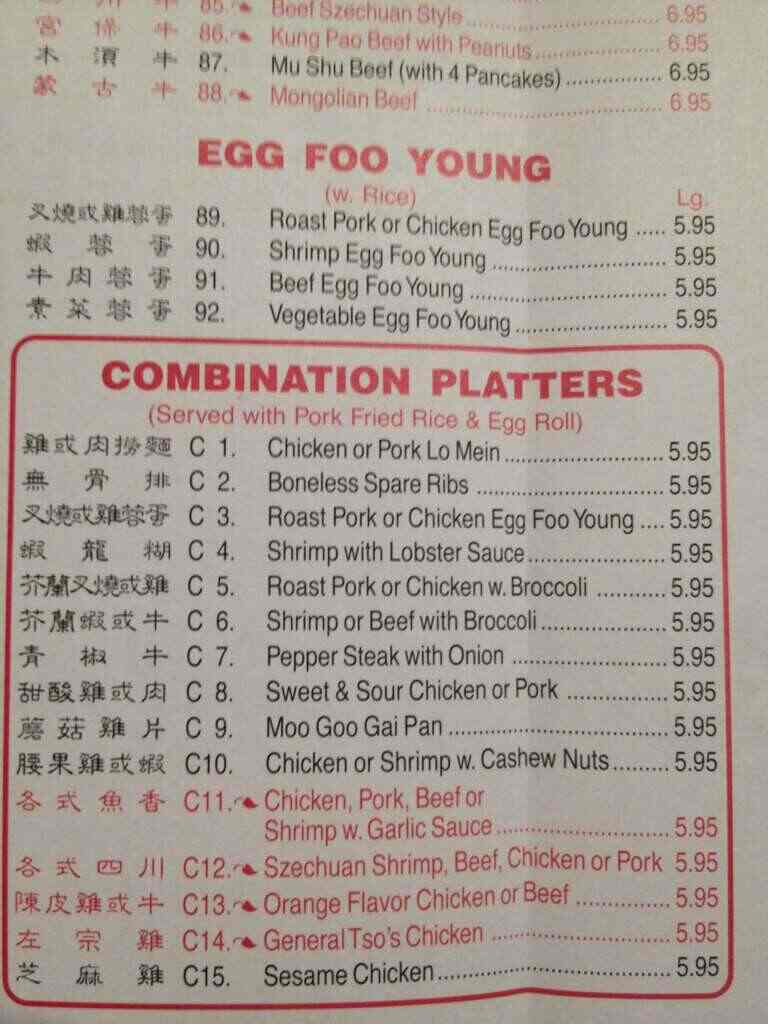 川 牛 85. Beef Szechuan Style 6.95
宮 保 牛 86. Kung Pao Beef with Peanuts 6.95
木 須 牛 87. Mu Shu Beef (with 4 Pancakes) 6.95
蒙 古 牛 88. Mongolian Beef 6.95
EGG FOO YOUNG
(w. Rice) Lg.
叉燒或雞蓉蛋 89. Roast Pork or Chicken Egg Foo Young ..... 5.95
蝦 蓉 蛋 90. Shrimp Egg Foo Young 5.95
牛 肉 蓉 蛋 91. Beef Egg Foo Young 5.95
素 菜 蓉 蛋 92. Vegetable Egg Foo Young 5.95
COMBINATION PLATTERS
(Served with Pork Fried Rice & Egg Roll)
雞或肉撈麵 C 1. Chicken or Pork Lo Mein 5.95
無 骨 排 C 2. Boneless Spare Ribs 5.95
叉燒或雞蓉蛋 C 3. Roast Pork or Chicken Egg Foo Young .... 5.95
蝦 龍 糊 C 4. Shrimp with Lobster Sauce 5.95
芥蘭叉燒或雞 C 5. Roast Pork or Chicken w. Broccoli 5.95
芥蘭蝦或牛 C 6. Shrimp or Beef with Broccoli 5.95
青 椒 牛 C 7. Pepper Steak with Onion 5.95
甜酸雞或肉 C 8. Sweet & Sour Chicken or Pork 5.95
蘑 菇 雞 片 C 9. Moo Goo Gai Pan 5.95
腰果雞或蝦 C10. Chicken or Shrimp w. Cashew Nuts 5.95
各 式 魚 香 C11. Chicken, Pork, Beef or
Shrimp w. Garlic Sauce 5.95
各 式 四 川 C12. Szechuan Shrimp, Beef, Chicken or Pork 5.95
陳皮雞或牛 C13. Orange Flavor Chicken or Beef 5.95
左 宗 雞 C14. General Tso's Chicken 5.95
芝 麻 雞 C15. Sesame Chicken 5.95